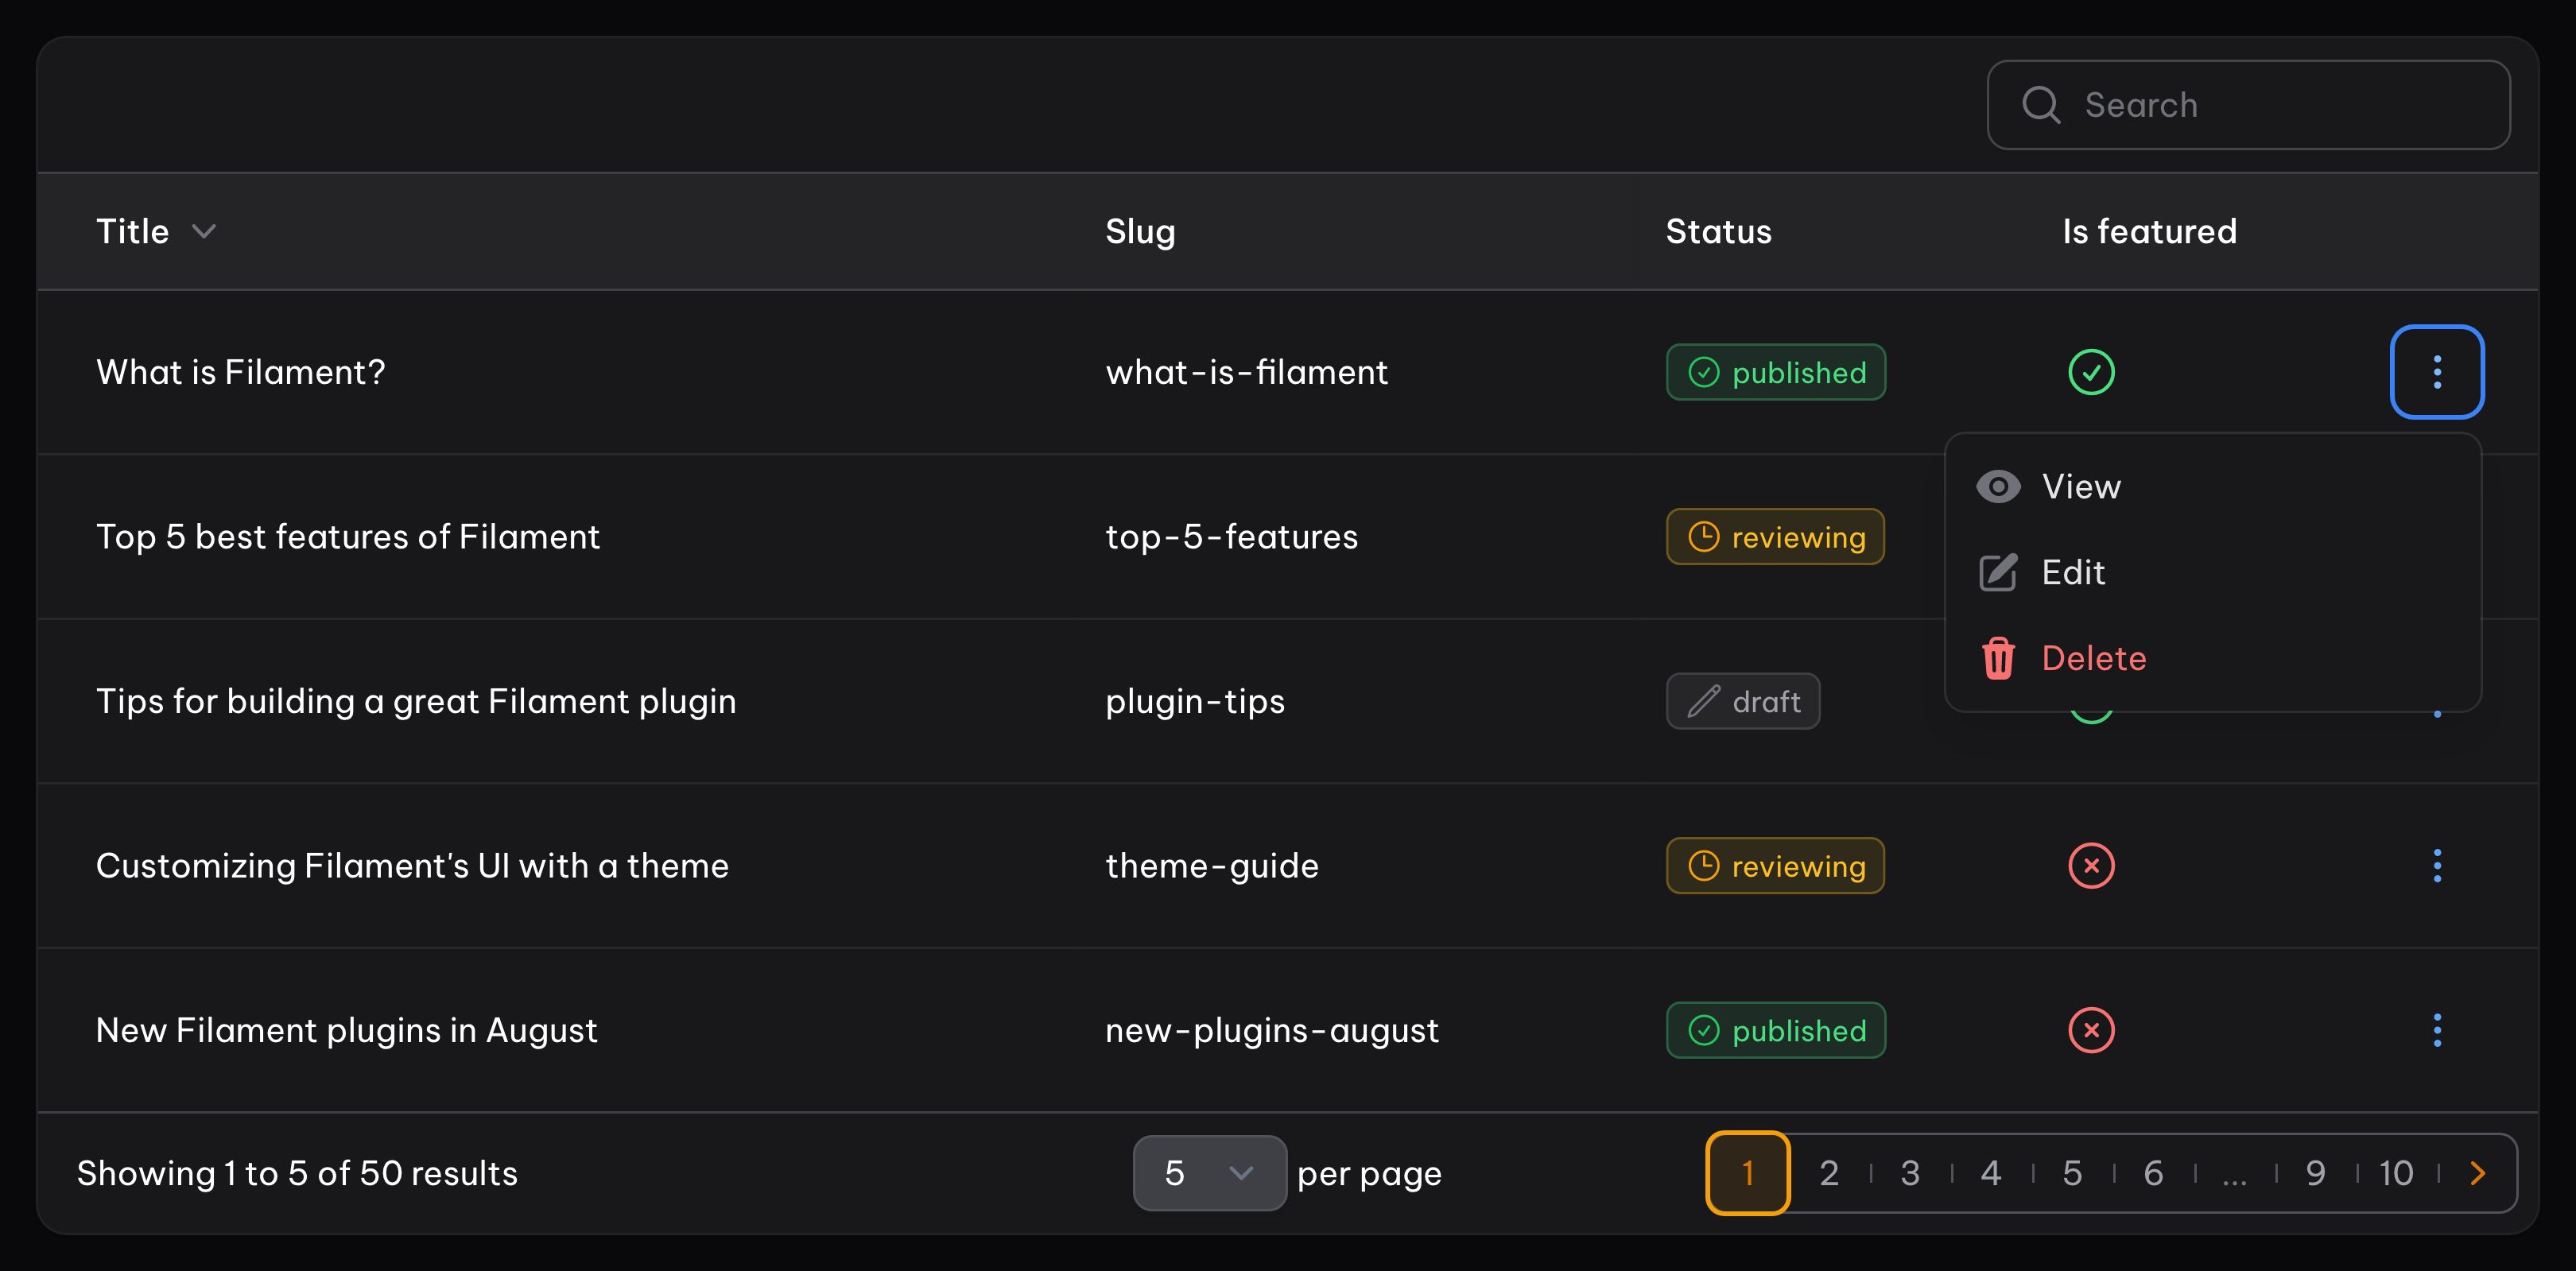 Search
Title Slug Status Is featured
What is Filament? what-is-filament published
View
Top 5 best features of Filament top-5-features reviewing
Edit
Delete
Tips for building a great Filament plugin plugin-tips draft
Customizing Filament's UI with a theme theme-guide reviewing
New Filament plugins in August new-plugins-august published
Showing 1 to 5 of 50 results 5 per page 1 2 3 4 5 6 ... 9 10